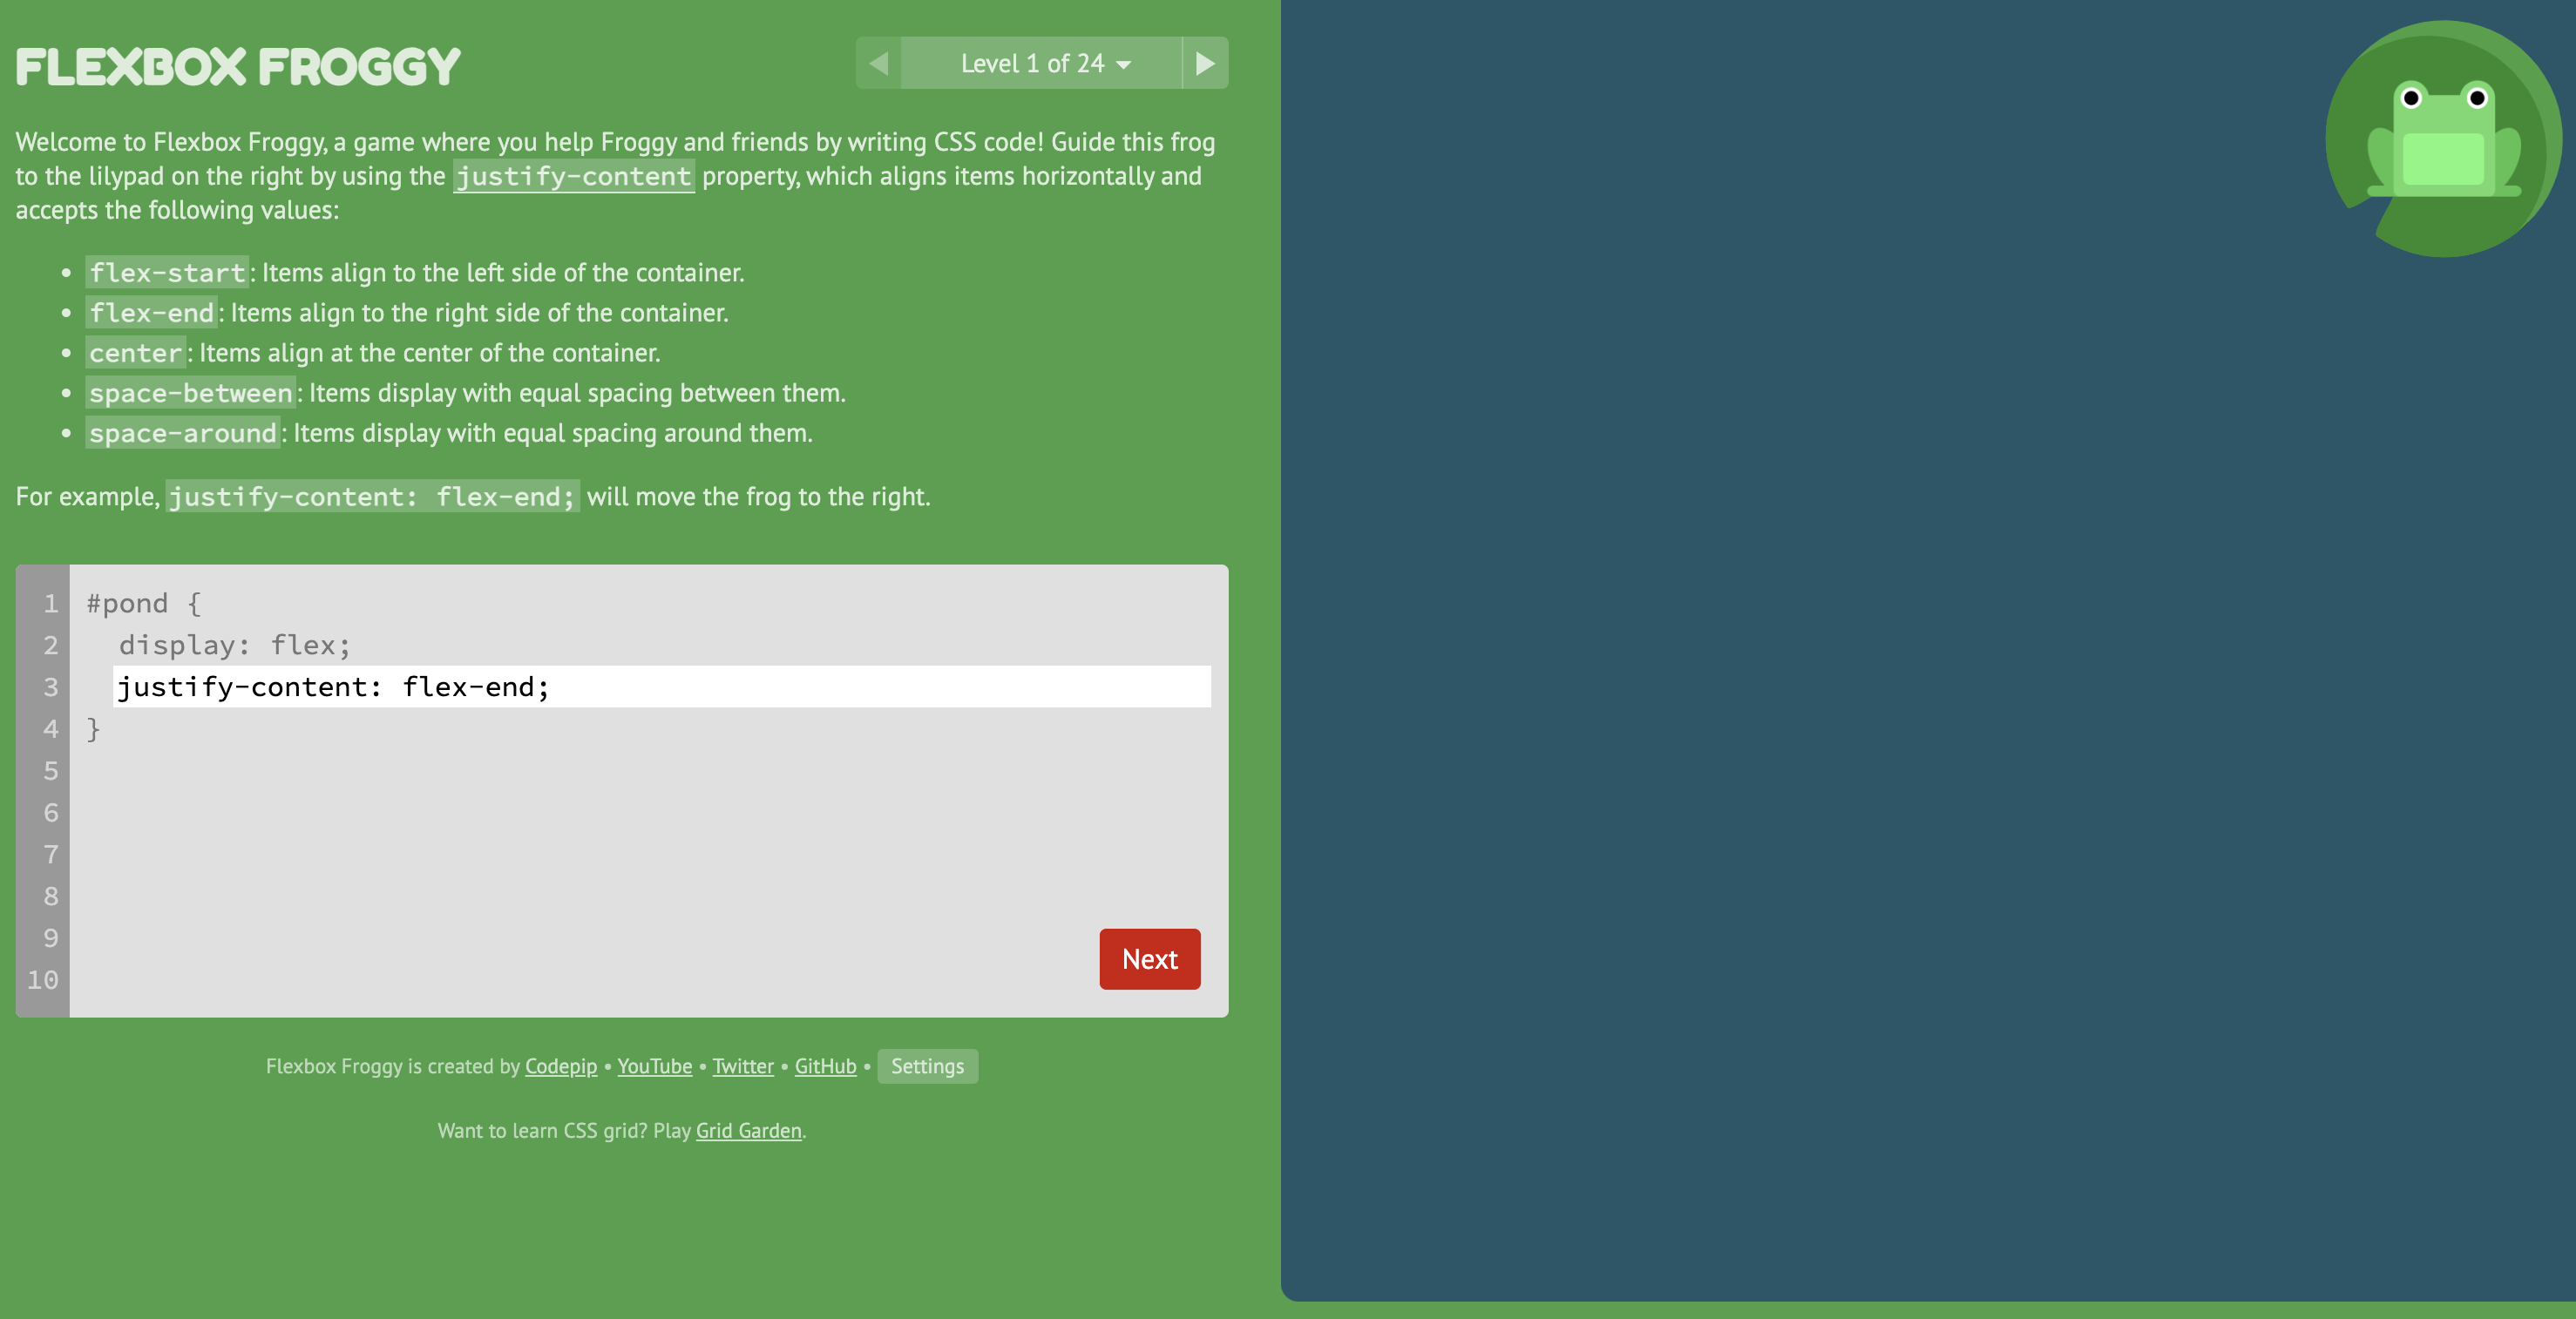 FLEXBOX FROGGY
Level 1 of 24
Welcome to Flexbox Froggy, a game where you help Froggy and friends by writing CSS code! Guide this frog
to the lilypad on the right by using the justify-content property, which aligns items horizontally and
accepts the following values:
• flex-start: Items align to the left side of the container.
• flex-end: Items align to the right side of the container.
• center: Items align at the center of the container.
• space-between: Items display with equal spacing between them.
• space-around: Items display with equal spacing around them.
For example, justify-content: flex-end; will move the frog to the right.
1 #pond {
2 display: flex;
3 justify-content: flex-end;
4 }
5
6
7
8
9
10
Next
Flexbox Froggy is created by Codepip • YouTube • Twitter • GitHub • Settings
Want to learn CSS grid? Play Grid Garden.